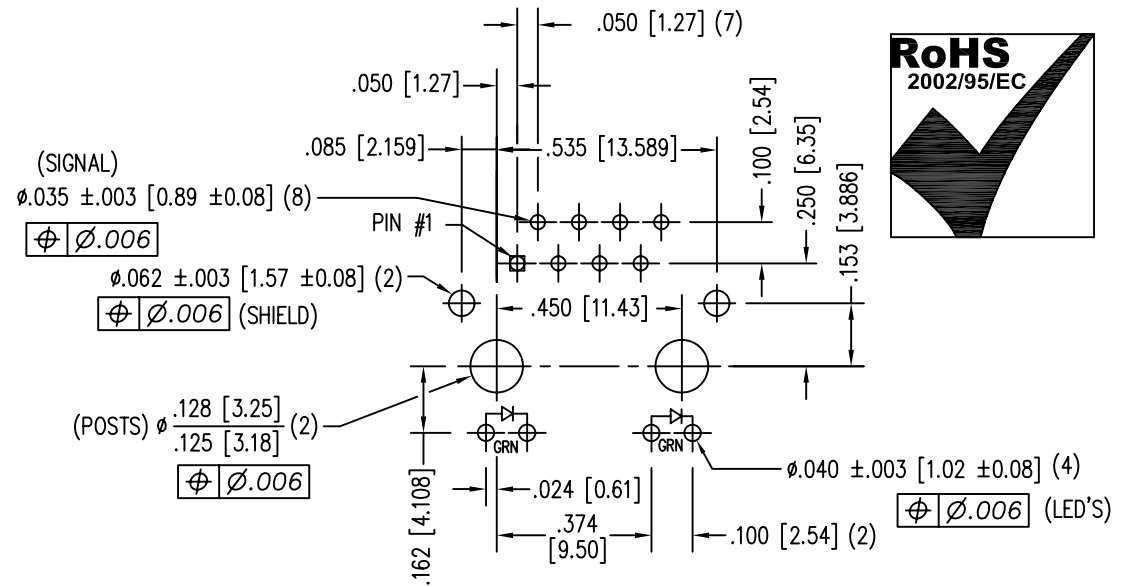 .050 [1.27] (7)
RoHS
2002/95/EC
.050 [1.27]
.100 [2.54]
.085 [2.159]
.535 [13.589]
.250 [6.35]
(SIGNAL)
ø.035 ±.003 [0.89 ±0.08] (8)
PIN #1
.153 [3.886]
⌖ Ø.006
ø.062 ±.003 [1.57 ±0.08] (2)
⌖ Ø.006 (SHIELD)
.450 [11.43]
(POSTS) ø .128 [3.25] (2)
.125 [3.18]
⌖ Ø.006
GRN
GRN
ø.040 ±.003 [1.02 ±0.08] (4)
⌖ Ø.006 (LED'S)
.024 [0.61]
.162 [4.108]
.374
[9.50]
.100 [2.54] (2)